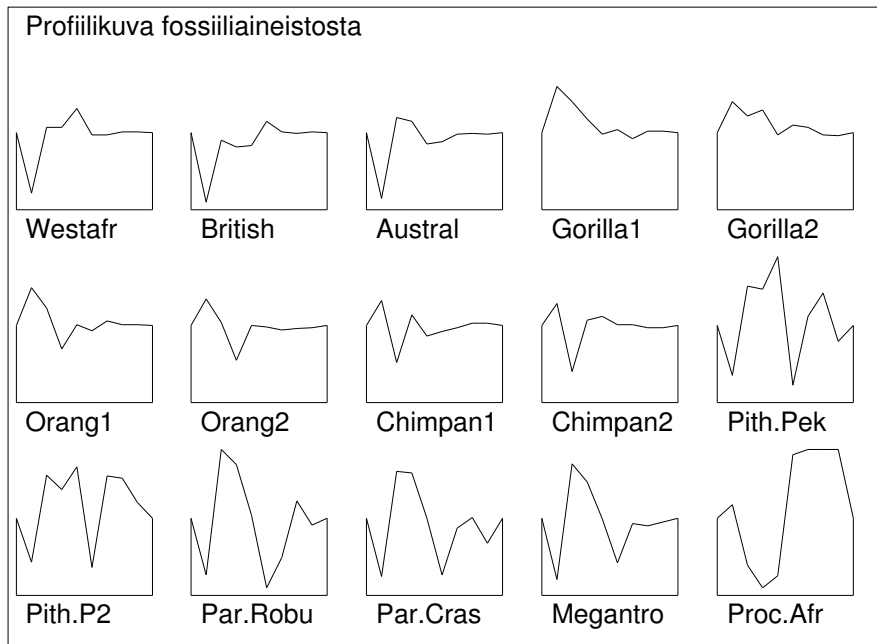 Profiilikuva fossiiliaineistosta
Westafr British Austral Gorilla1 Gorilla2
Orang1 Orang2 Chimpan1 Chimpan2 Pith.Pek
Pith.P2 Par.Robu Par.Cras Megantro Proc.Afr